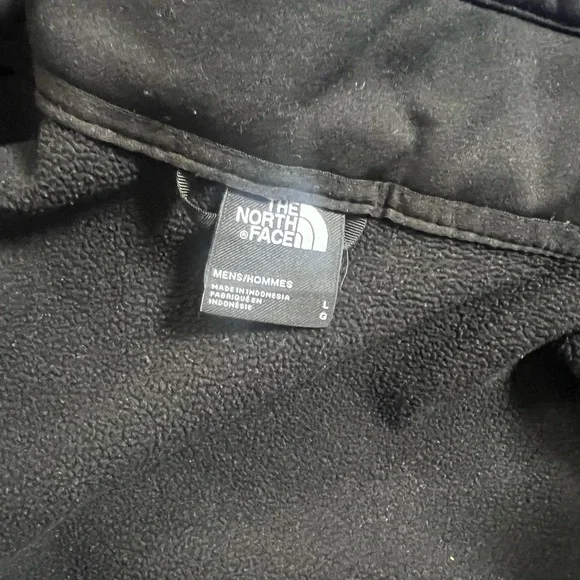 THE
NORTH
®FACE
MENS/HOMMES
MADE IN INDONESIA
FABRIQUÉ EN
INDONÉSIE
L
G